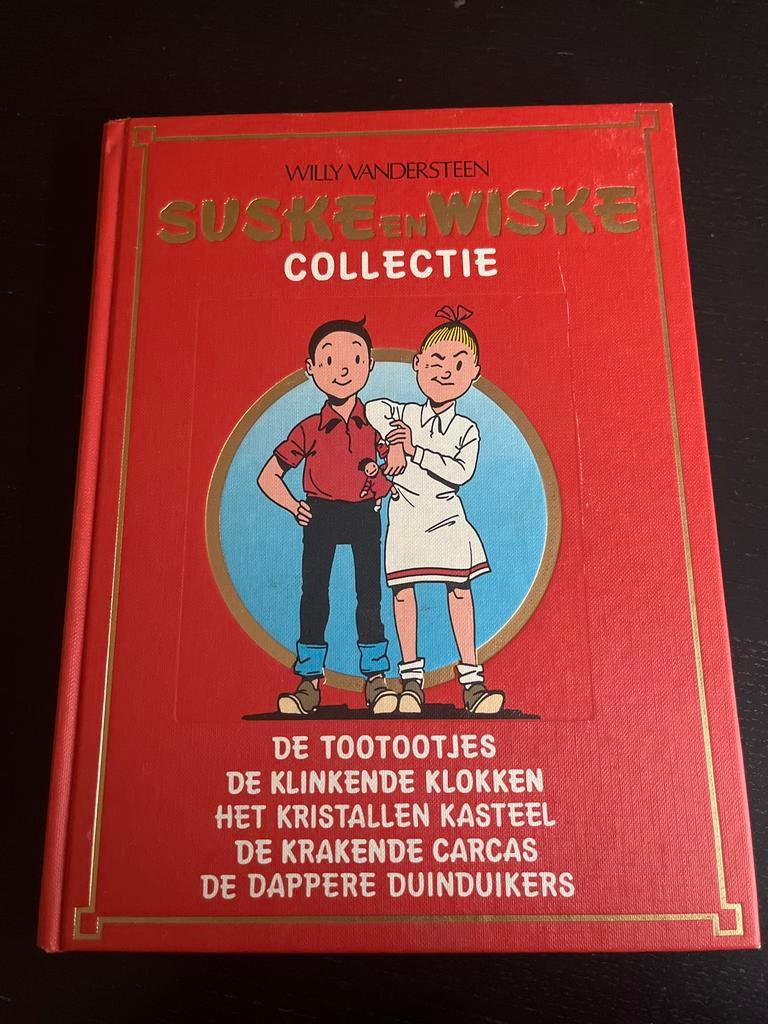 WILLY VANDERSTEEN
SUSKE EN WISKE
COLLECTIE
DE TOOTOOTJES
DE KLINKENDE KLOKKEN
HET KRISTALLEN KASTEEL
DE KRAKENDE CARCAS
DE DAPPERE DUINDUIKERS